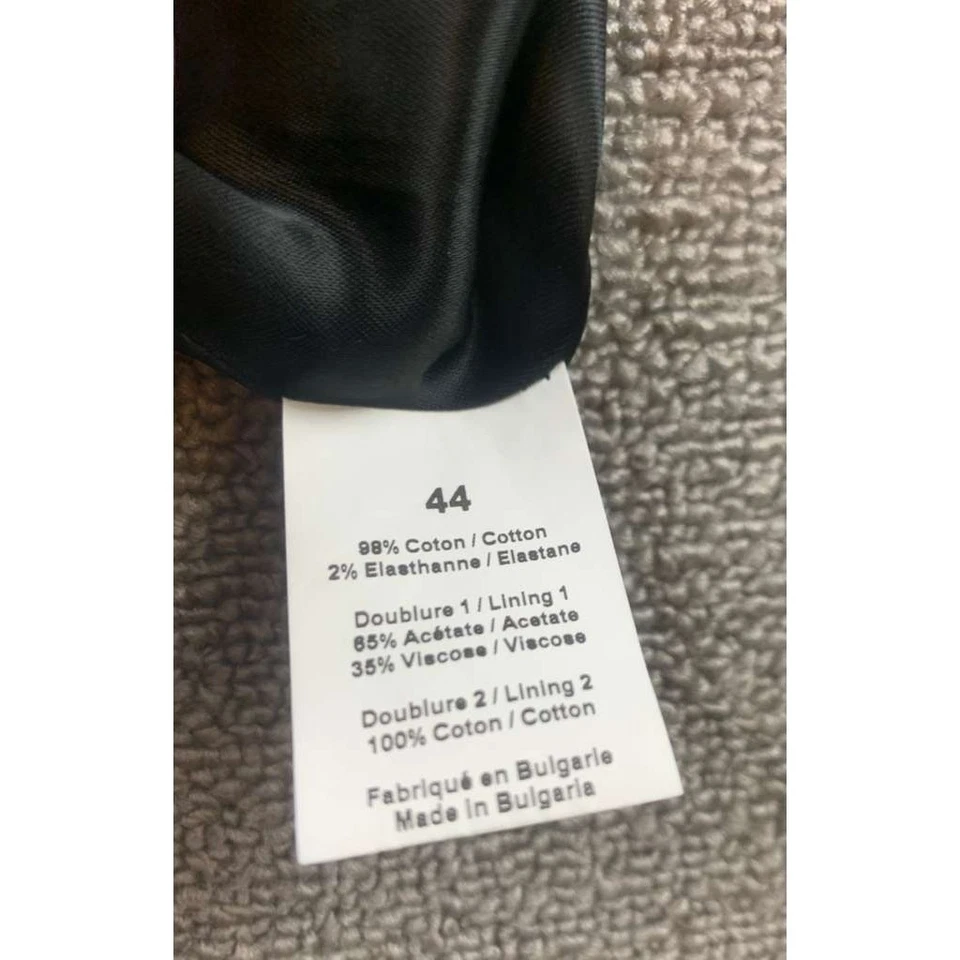 44
98% Coton / Cotton
2% Elasthanne / Elastane
Doublure 1 / Lining 1
65% Acétate / Acetate
35% Viscose / Viscose
Doublure 2 / Lining 2
100% Coton / Cotton
Fabriqué en Bulgarie
Made in Bulgaria